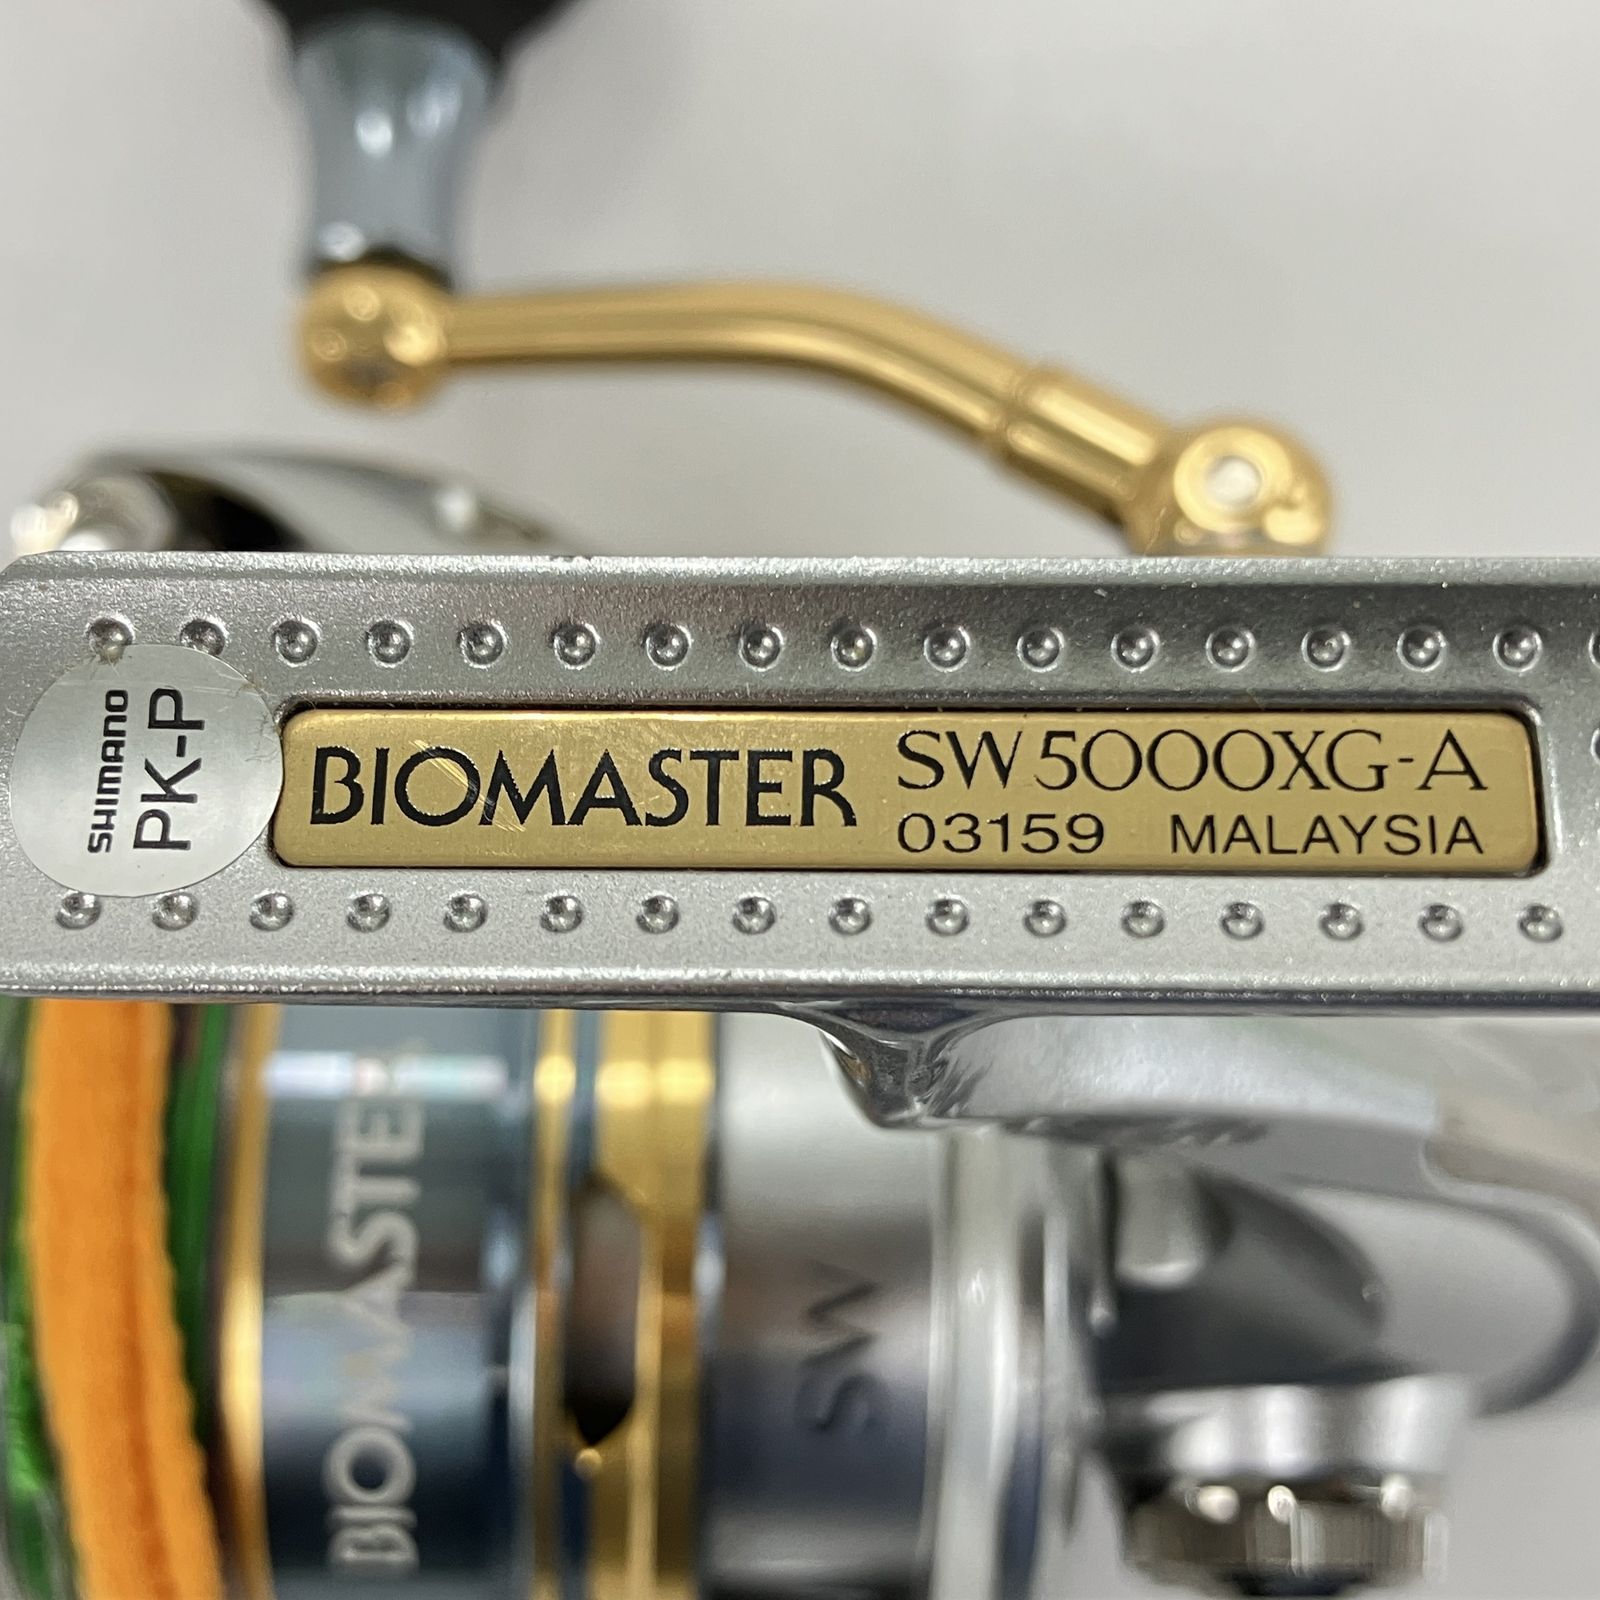 SHIMANO
PK-P
BIOMASTER
SW5000XG-A
03159 MALAYSIA
BIOMASTER
SW